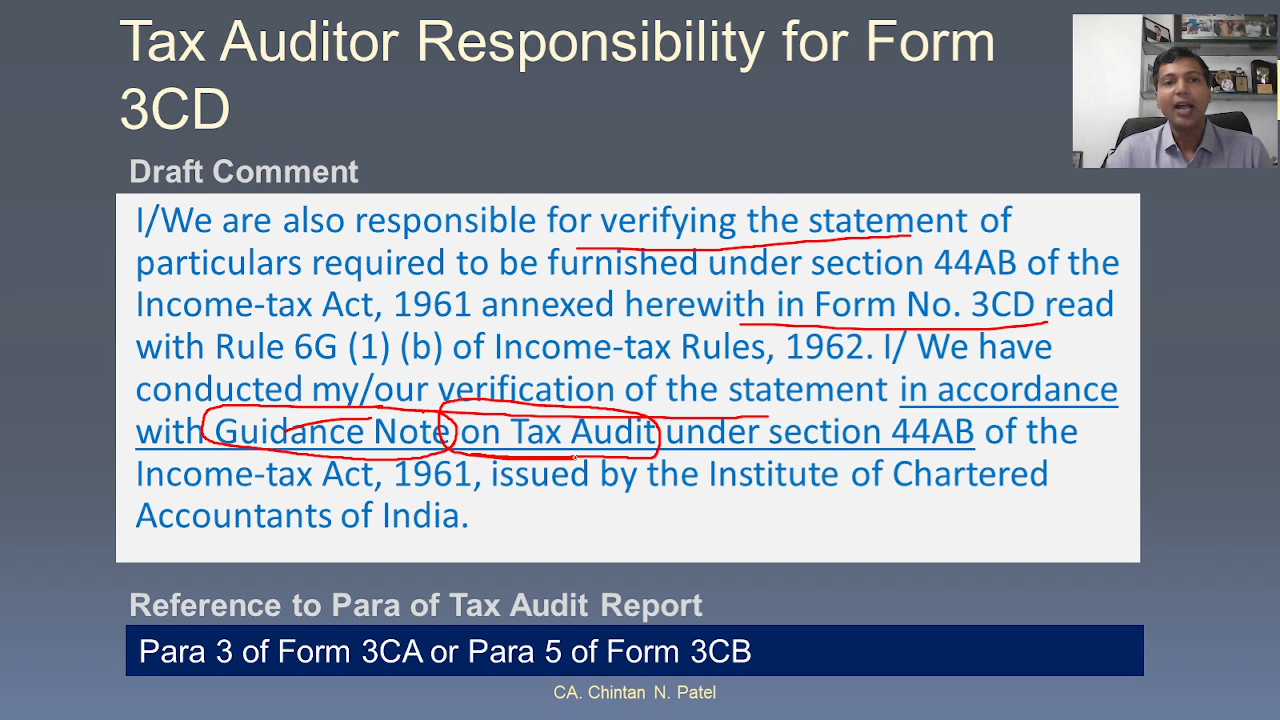 Tax Auditor Responsibility for Form
3CD
Draft Comment
I/We are also responsible for verifying the statement of
particulars required to be furnished under section 44AB of the
Income-tax Act, 1961 annexed herewith in Form No. 3CD read
with Rule 6G (1) (b) of Income-tax Rules, 1962. I/ We have
conducted my/our verification of the statement in accordance
with Guidance Note on Tax Audit under section 44AB of the
Income-tax Act, 1961, issued by the Institute of Chartered
Accountants of India.
Reference to Para of Tax Audit Report
Para 3 of Form 3CA or Para 5 of Form 3CB
CA. Chintan N. Patel